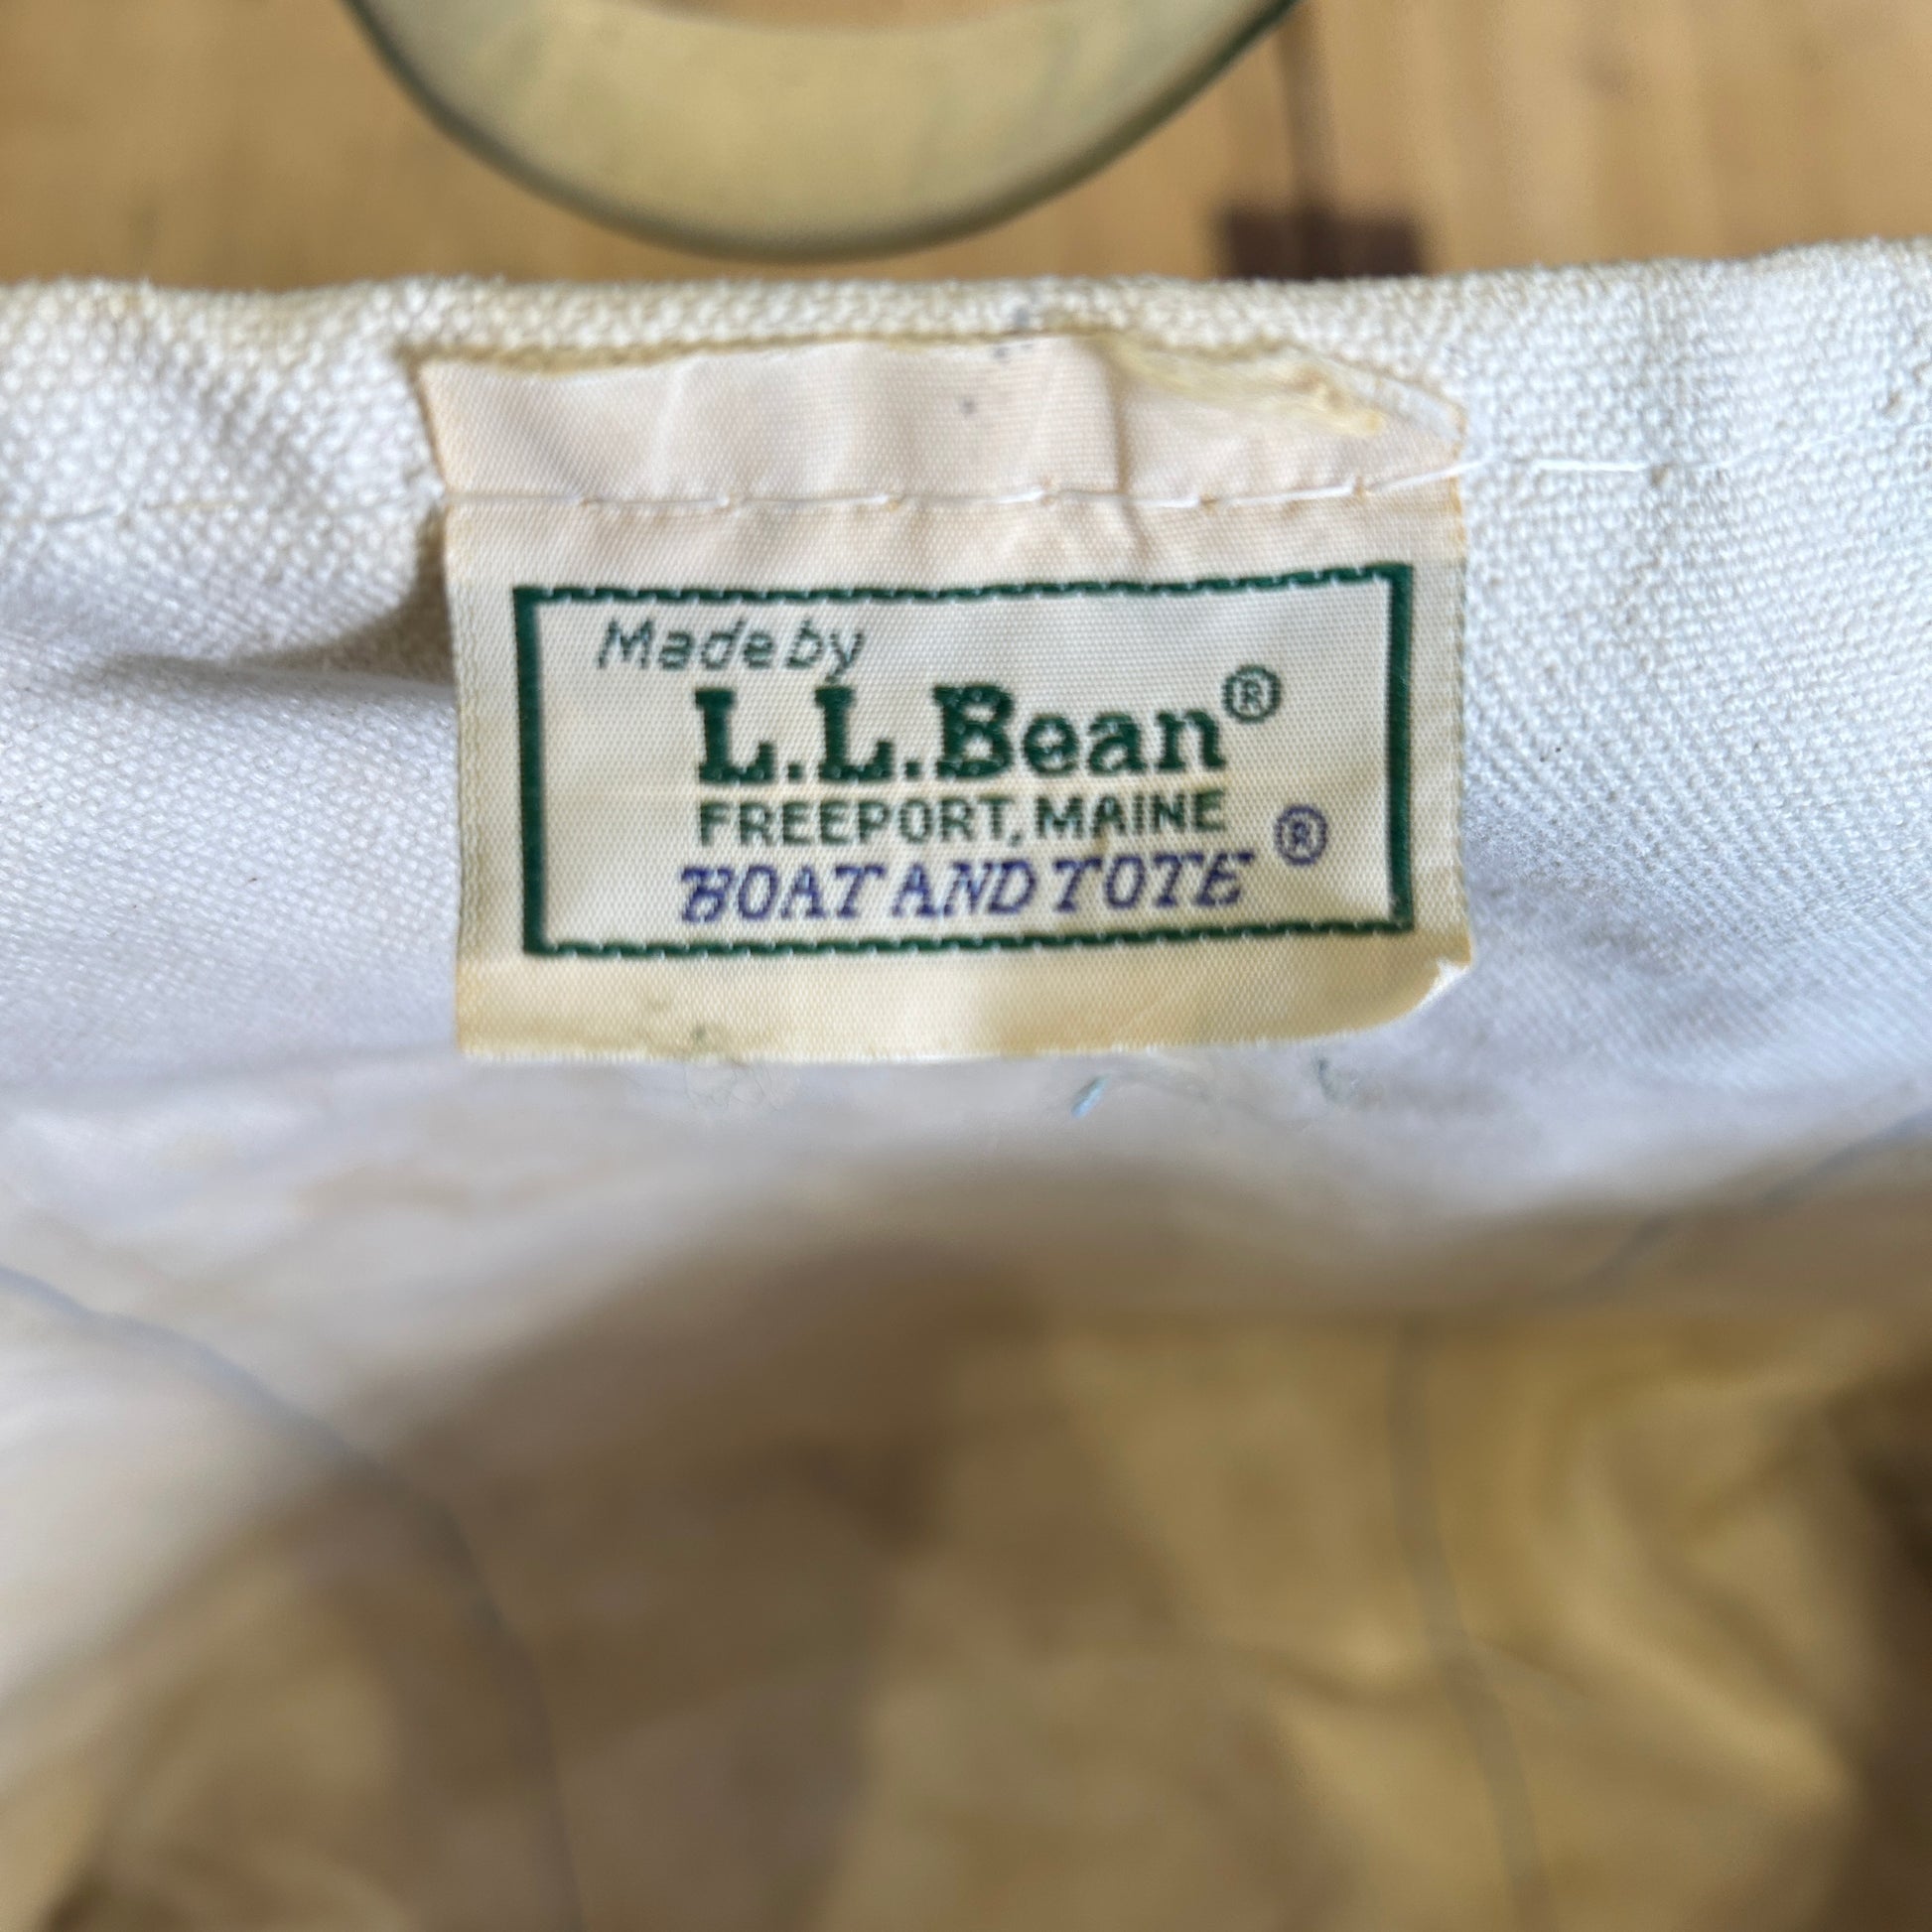 Made by
L.L.Bean®
FREEPORT, MAINE
BOAT AND TOTE ®